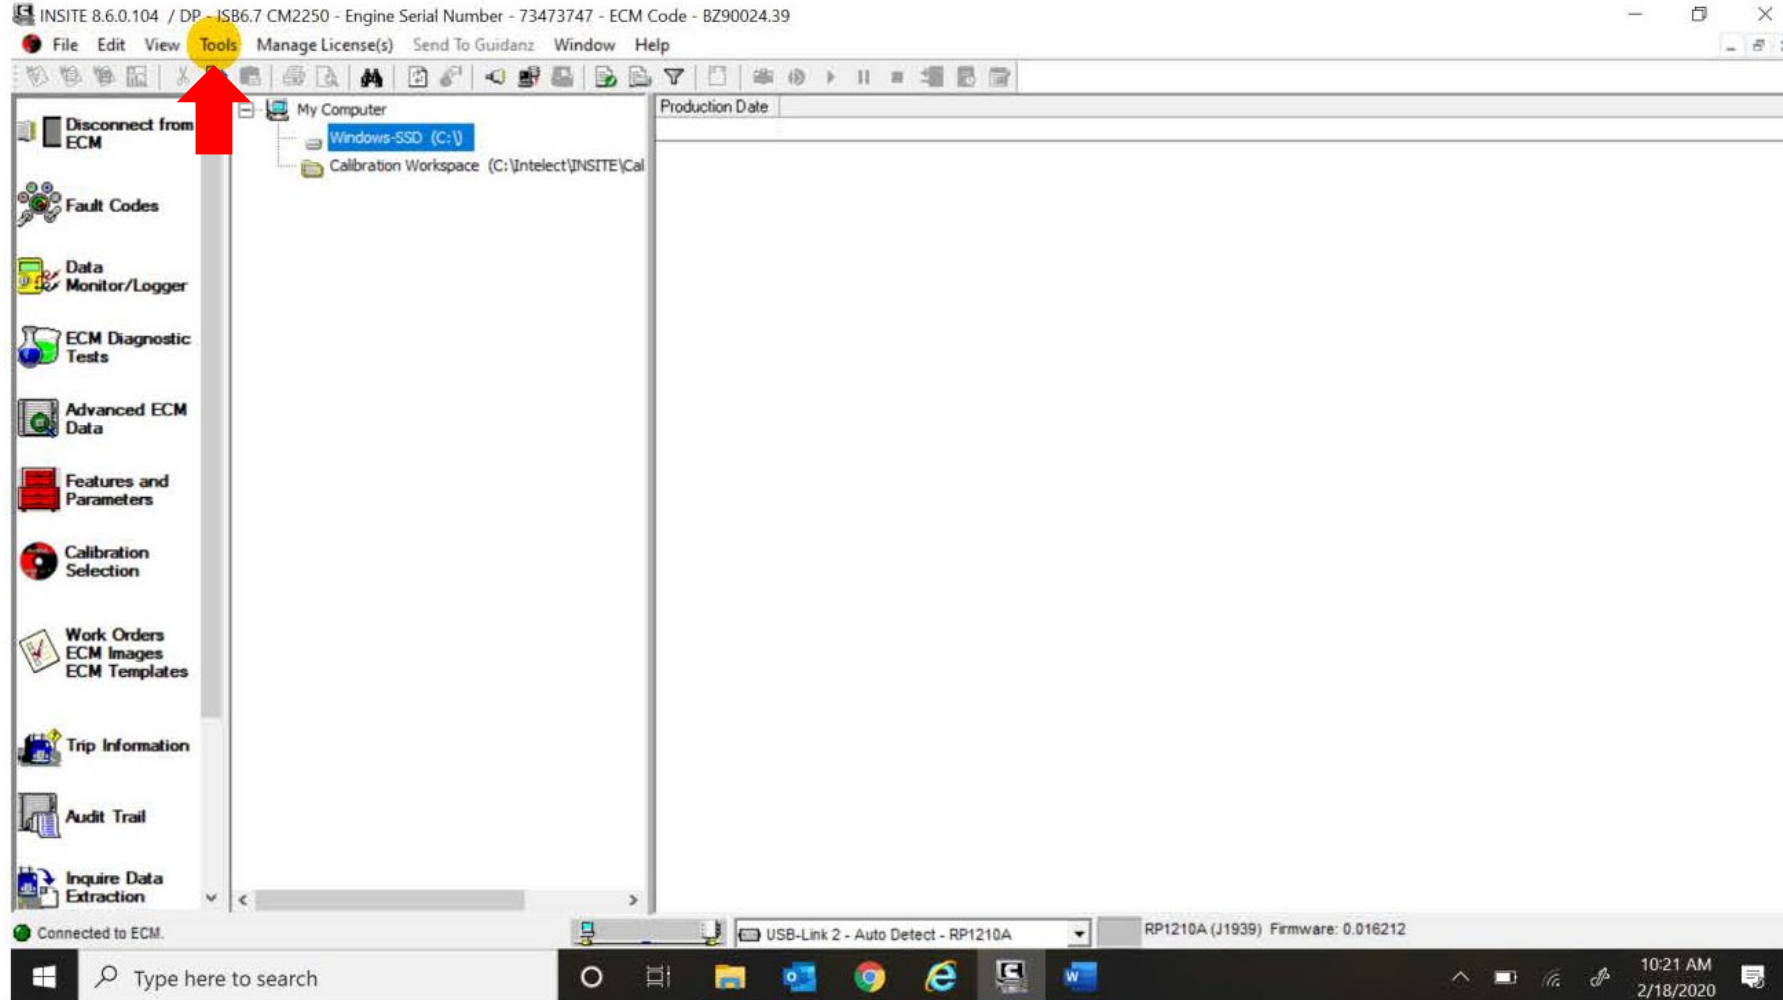 INSITE 8.6.0.104 / DP - ISB6.7 CM2250 - Engine Serial Number - 73473747 - ECM Code - BZ90024.39
File Edit View Tools Manage License(s) Send To Guidanz Window Help
Disconnect from
ECM
Fault Codes
Data
Monitor/Logger
ECM Diagnostic
Tests
Advanced ECM
Data
Features and
Parameters
Calibration
Selection
Work Orders
ECM Images
ECM Templates
Trip Information
Audit Trail
Inquire Data
Extraction
My Computer
Windows-SSD (C:\)
Calibration Workspace (C:\Intelect\INSITE\Cal
Production Date
Connected to ECM.
USB-Link 2 - Auto Detect - RP1210A
RP1210A (J1939) Firmware: 0.016212
Type here to search
10:21 AM
2/18/2020